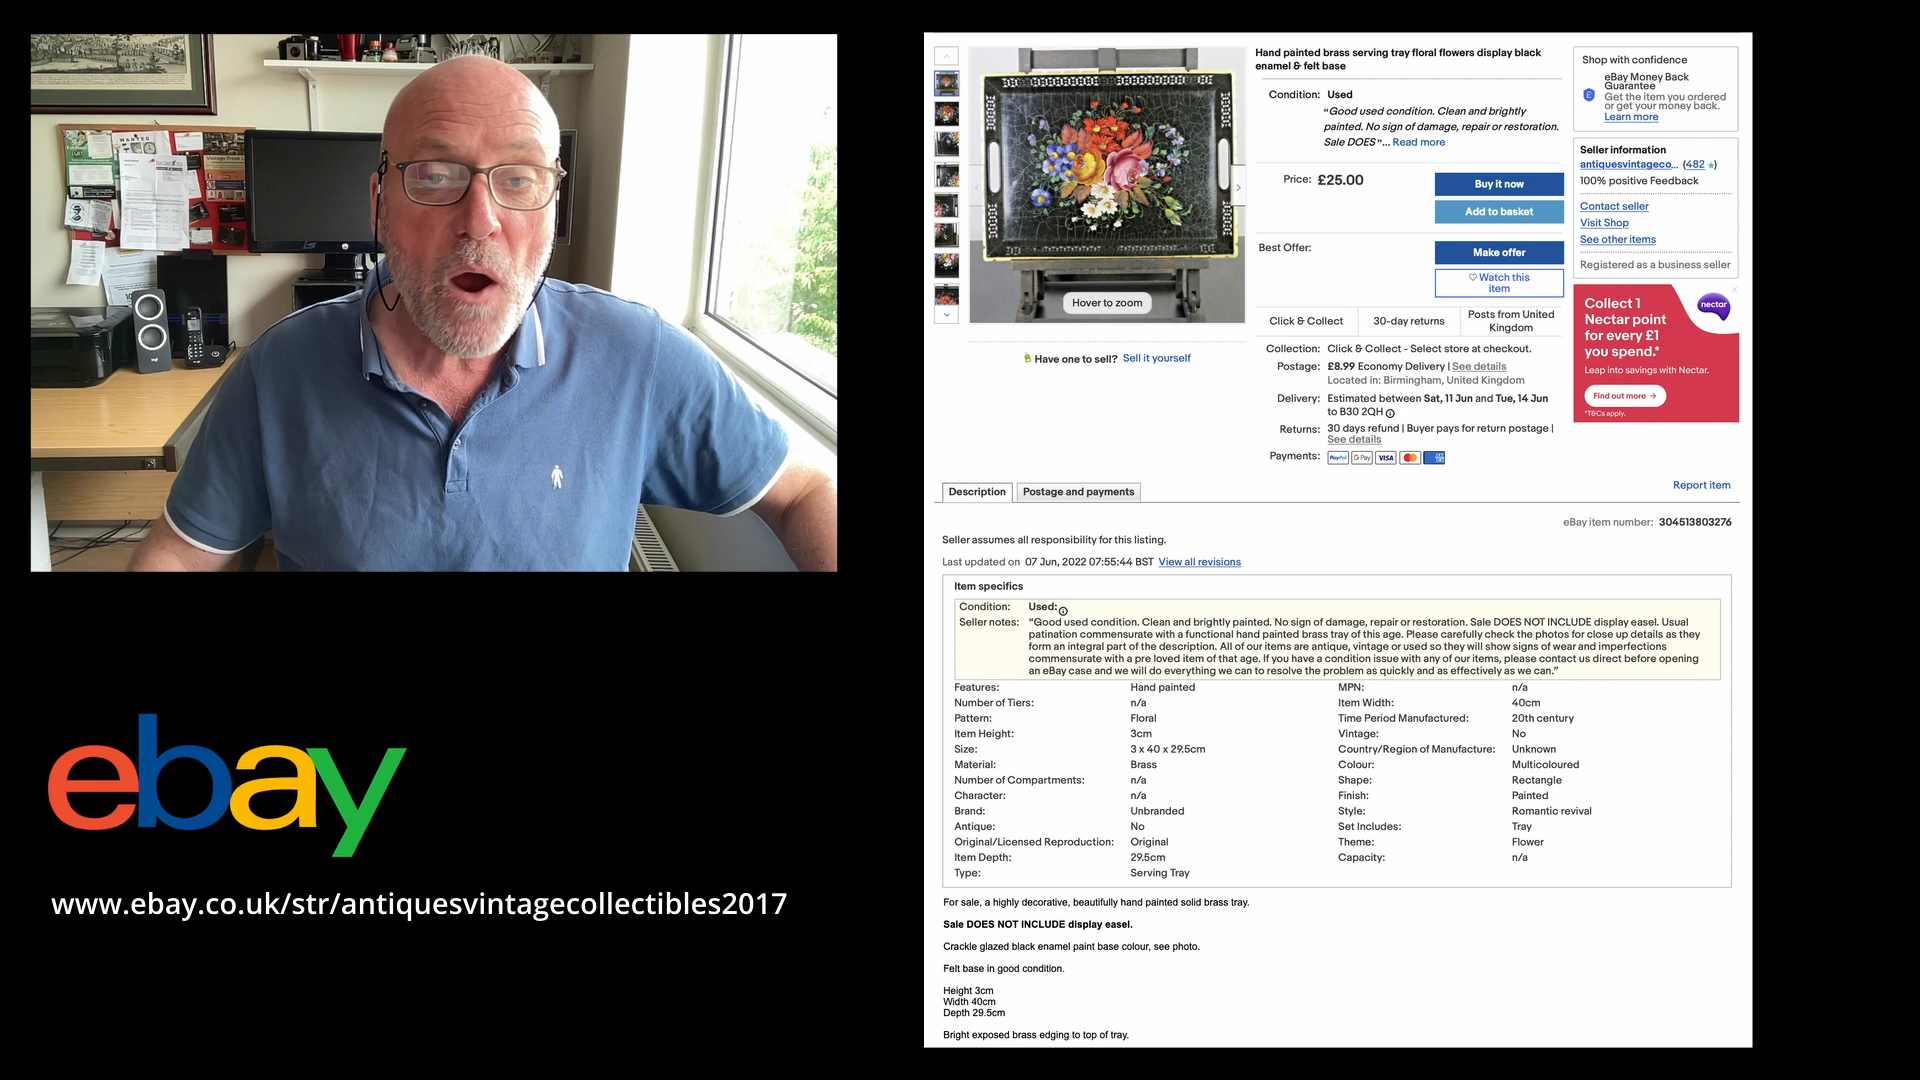 WANTED
ebay
www.ebay.co.uk/str/antiquesvintagecollectibles2017
Hover to zoom
Have one to sell? Sell it yourself
Hand painted brass serving tray floral flowers display black
enamel & felt base
Condition: Used
"Good used condition. Clean and brightly
painted. No sign of damage, repair or restoration.
Sale DOES"... Read more
Price: £25.00
Buy it now
Add to basket
Best Offer:
Make offer
Watch this
item
Click & Collect
30-day returns
Posts from United
Kingdom
Collection: Click & Collect - Select store at checkout.
Postage: £8.99 Economy Delivery | See details
Located in: Birmingham, United Kingdom
Delivery: Estimated between Sat, 11 Jun and Tue, 14 Jun
to B30 2QH
Returns: 30 days refund | Buyer pays for return postage |
See details
Payments: PayPal G Pay VISA
Shop with confidence
eBay Money Back
Guarantee
Get the item you ordered
or get your money back.
Learn more
Seller information
antiquesvintageco... (482)
100% positive Feedback
Contact seller
Visit Shop
See other items
Registered as a business seller
Collect 1
Nectar point
for every £1
you spend.*
nectar
Leap into savings with Nectar.
Find out more →
*T&Cs apply.
Description
Postage and payments
Report item
eBay item number: 304513803276
Seller assumes all responsibility for this listing.
Last updated on 07 Jun, 2022 07:55:44 BST View all revisions
Item specifics
Condition: Used:
Seller notes: "Good used condition. Clean and brightly painted. No sign of damage, repair or restoration. Sale DOES NOT INCLUDE display easel. Usual
patination commensurate with a functional hand painted brass tray of this age. Please carefully check the photos for close up details as they
form an integral part of the description. All of our items are antique, vintage or used so they will show signs of wear and imperfections
commensurate with a pre loved item of that age. If you have a condition issue with any of our items, please contact us direct before opening
an eBay case and we will do everything we can to resolve the problem as quickly and as effectively as we can."
Features: Hand painted MPN: n/a
Number of Tiers: n/a Item Width: 40cm
Pattern: Floral Time Period Manufactured: 20th century
Item Height: 3cm Vintage: No
Size: 3 x 40 x 29.5cm Country/Region of Manufacture: Unknown
Material: Brass Colour: Multicoloured
Number of Compartments: n/a Shape: Rectangle
Character: n/a Finish: Painted
Brand: Unbranded Style: Romantic revival
Antique: No Set Includes: Tray
Original/Licensed Reproduction: Original Theme: Flower
Item Depth: 29.5cm Capacity: n/a
Type: Serving Tray
For sale, a highly decorative, beautifully hand painted solid brass tray.
Sale DOES NOT INCLUDE display easel.
Crackle glazed black enamel paint base colour, see photo.
Felt base in good condition.
Height 3cm
Width 40cm
Depth 29.5cm
Bright exposed brass edging to top of tray.